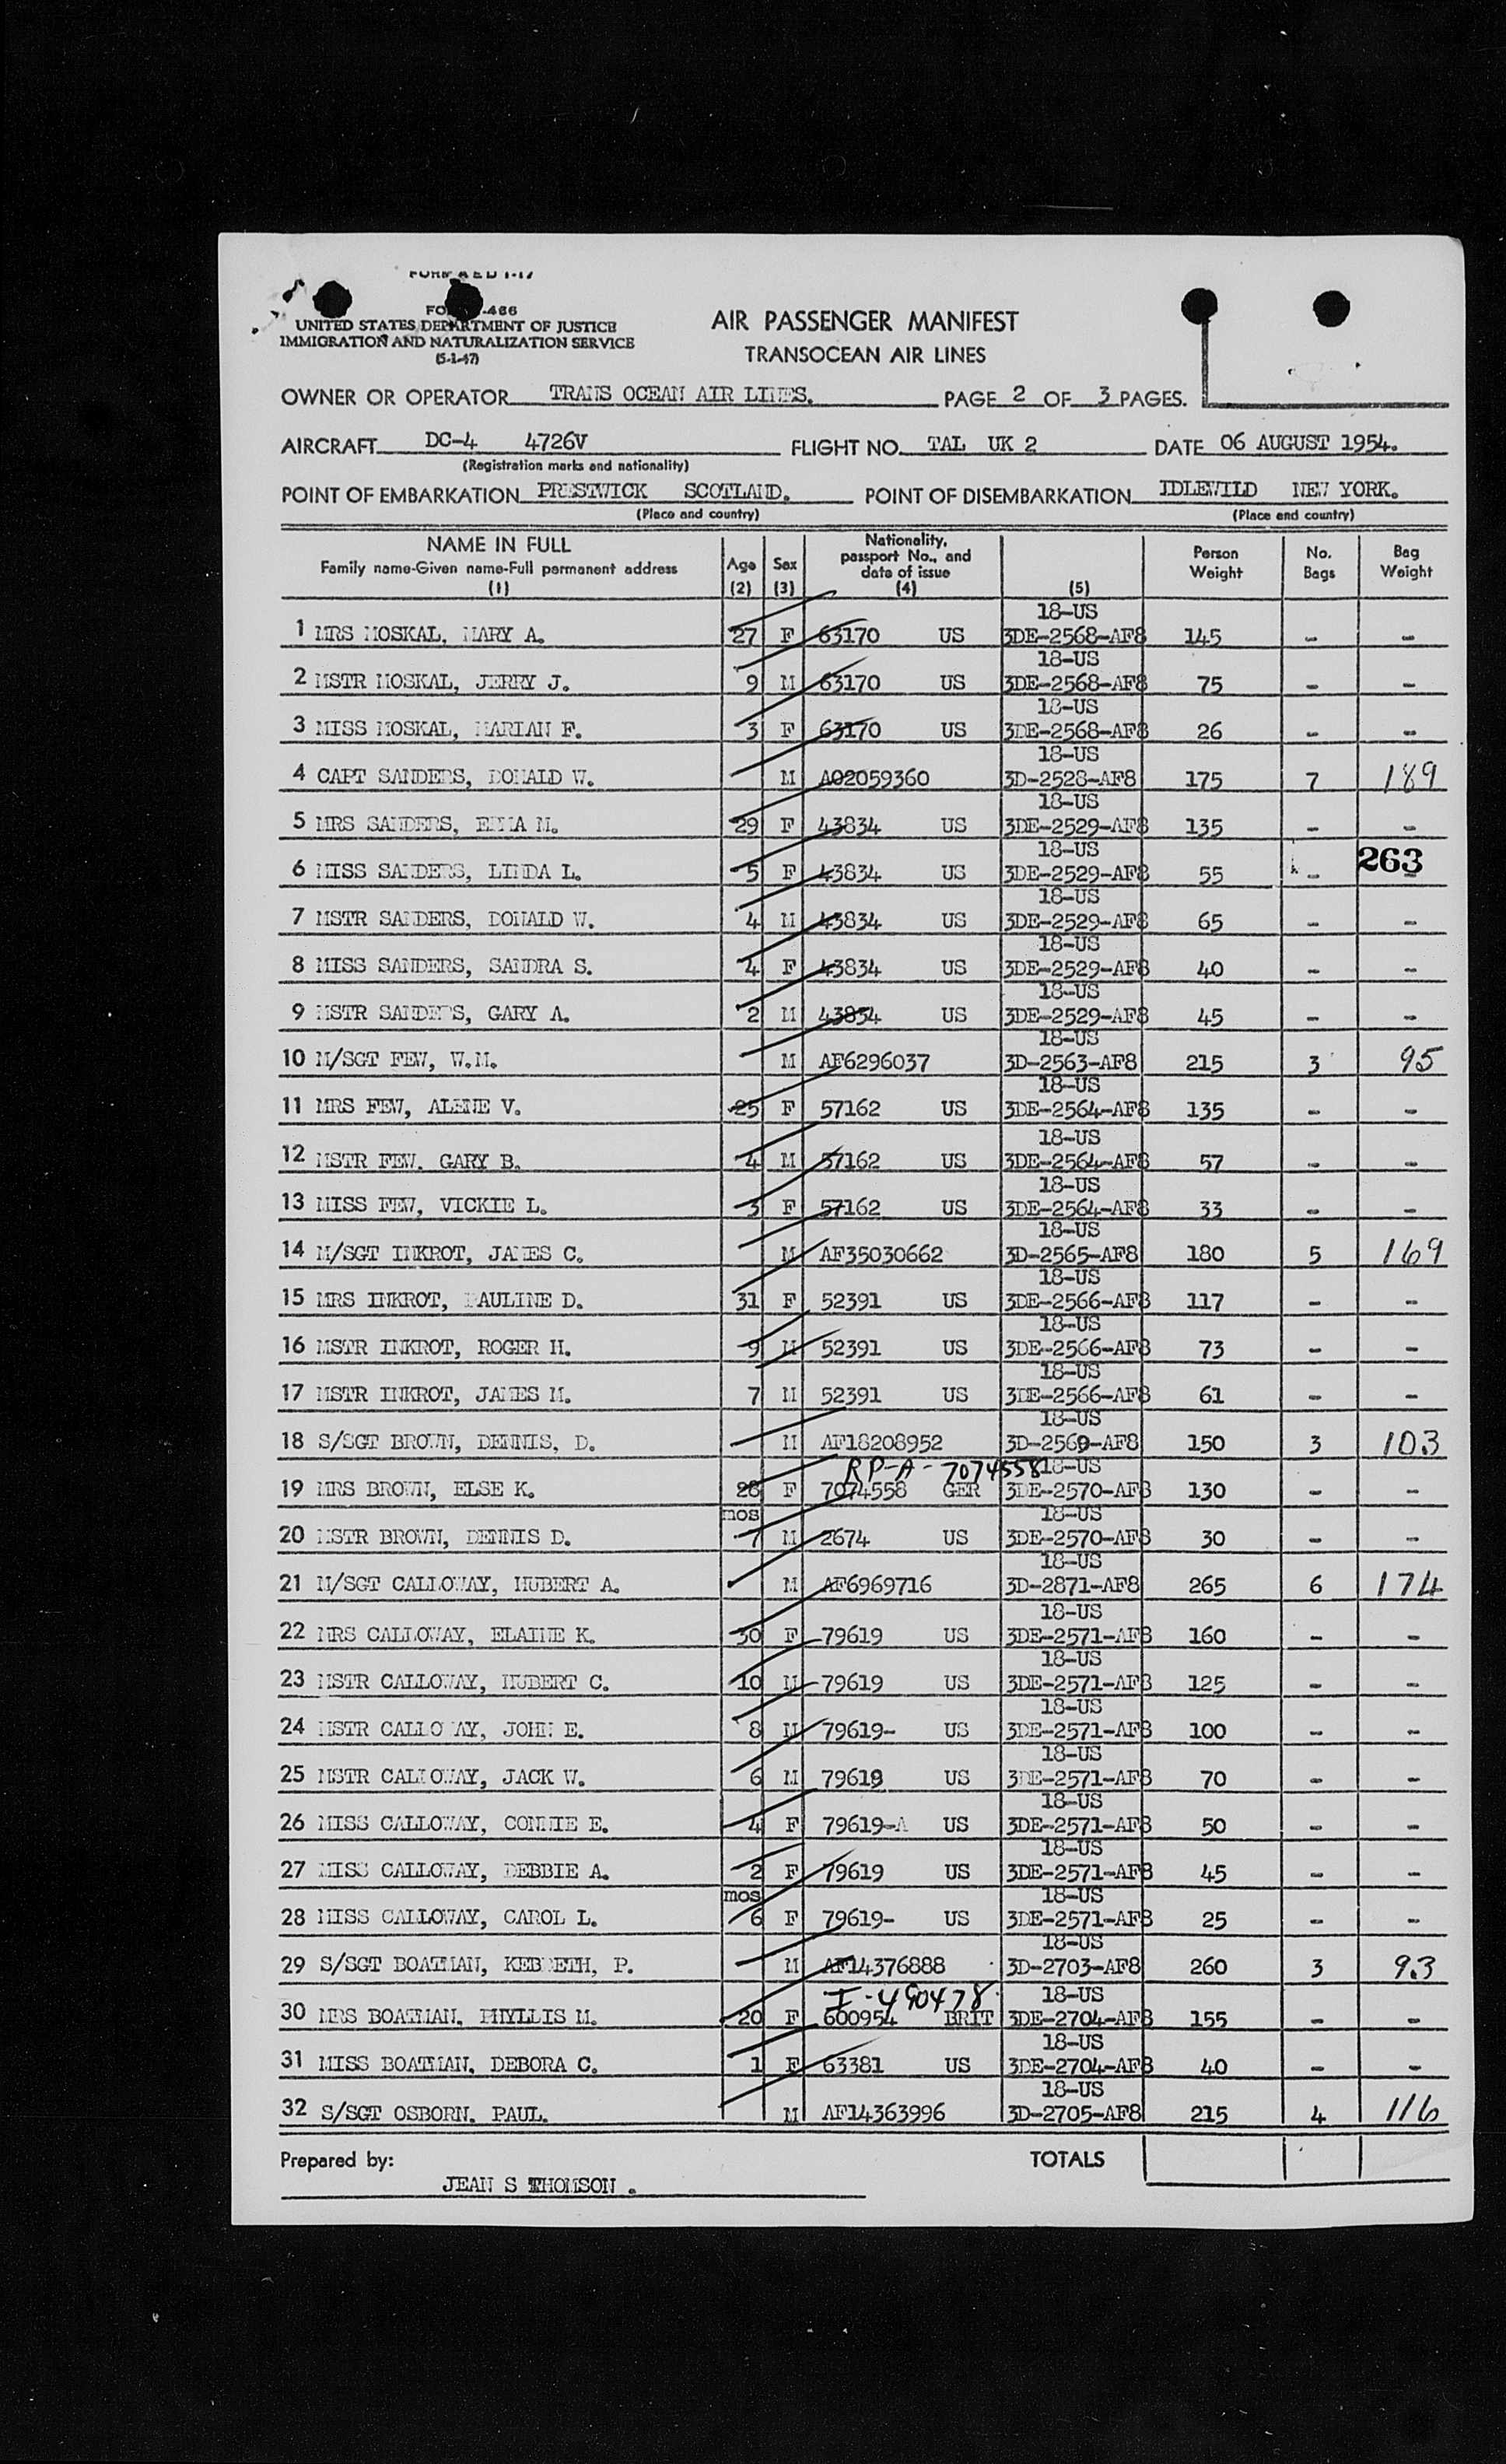 FORM
FO -466
UNITED STATES DEPARTMENT OF JUSTICE
IMMIGRATION AND NATURALIZATION SERVICE
(5-1-47)
AIR PASSENGER MANIFEST
TRANSOCEAN AIR LINES
OWNER OR OPERATOR TRANS OCEAN AIR LINES. PAGE 2 OF 3 PAGES.
AIRCRAFT DC-4 4726V FLIGHT NO. TAL UK 2 DATE 06 AUGUST 1954.
(Registration marks and nationality)
POINT OF EMBARKATION PRESTWICK SCOTLAND. POINT OF DISEMBARKATION IDLEWILD NEW YORK.
(Place and country) (Place and country)
NAME IN FULL Family name-Given name-Full permanent address (1) Age (2) Sex (3) Nationality, passport No., and date of issue (4) (5) Person Weight No. Bags Bag Weight
18-US
1 MRS MOSKAL, MARY A. 27 F 63170 US 3DE-2568-AF8 145 - -
18-US
2 MSTR MOSKAL, JERRY J. 9 M 63170 US 3DE-2568-AF8 75 - -
18-US
3 MISS MOSKAL, MARIAN F. 3 F 63170 US 3DE-2568-AF8 26 - -
18-US
4 CAPT SANDERS, DONALD W. M AO2059360 3D-2528-AF8 175 7 189
18-US
5 MRS SANDERS, EMMA M. 29 F 43834 US 3DE-2529-AF8 135 - -
18-US 263
6 MISS SANDERS, LINDA L. 5 F 43834 US 3DE-2529-AF8 55 - -
18-US
7 MSTR SANDERS, DONALD W. 4 M 43834 US 3DE-2529-AF8 65 - -
18-US
8 MISS SANDERS, SANDRA S. 4 F 43834 US 3DE-2529-AF8 40 - -
18-US
9 MSTR SANDERS, GARY A. 2 M 43854 US 3DE-2529-AF8 45 - -
18-US
10 M/SGT FEW, W.M. M AF6296037 3D-2563-AF8 215 3 95
18-US
11 MRS FEW, ALENE V. 25 F 57162 US 3DE-2564-AF8 135 - -
18-US
12 MSTR FEW. GARY B. 4 M 57162 US 3DE-2564-AF8 57 - -
18-US
13 MISS FEW, VICKIE L. 3 F 57162 US 3DE-2564-AF8 33 - -
18-US
14 M/SGT INKROT, JAMES C. M AF35030662 3D-2565-AF8 180 5 169
18-US
15 MRS INKROT, PAULINE D. 31 F 52391 US 3DE-2566-AF8 117 - -
18-US
16 MSTR INKROT, ROGER H. 9 M 52391 US 3DE-2566-AF8 73 - -
18-US
17 MSTR INKROT, JAMES M. 7 M 52391 US 3DE-2566-AF8 61 - -
18-US
18 S/SGT BROWN, DENNIS, D. M AF18208952 3D-2569-AF8 150 3 103
RP-A-7074558 18-US
19 MRS BROWN, ELSE K. 28 F 7074558 GER 3DE-2570-AF8 130 - -
mos 18-US
20 MSTR BROWN, DENNIS D. 7 M 2674 US 3DE-2570-AF8 30 - -
18-US
21 M/SGT CALLOWAY, HUBERT A. M AF6969716 3D-2871-AF8 265 6 174
18-US
22 MRS CALLOWAY, ELAINE K. 30 F 79619 US 3DE-2571-AF8 160 - -
18-US
23 MSTR CALLOWAY, HUBERT C. 10 M 79619 US 3DE-2571-AF8 125 - -
18-US
24 MSTR CALLOWAY, JOHN E. 8 M 79619- US 3DE-2571-AF8 100 - -
18-US
25 MSTR CALLOWAY, JACK W. 6 M 79619 US 3DE-2571-AF8 70 - -
18-US
26 MISS CALLOWAY, CONNIE E. 4 F 79619-A US 3DE-2571-AF8 50 - -
18-US
27 MISS CALLOWAY, DEBBIE A. 2 F 79619 US 3DE-2571-AF8 45 - -
mos 18-US
28 MISS CALLOWAY, CAROL L. 6 F 79619- US 3DE-2571-AF8 25 - -
18-US
29 S/SGT BOATMAN, KEBNETH, P. M AF14376888 3D-2703-AF8 260 3 93
I-490478 18-US
30 MRS BOATMAN. PHYLLIS M. 20 F 600954 BRIT 3DE-2704-AF8 155 - -
18-US
31 MISS BOATMAN. DEBORA C. 1 F 63381 US 3DE-2704-AF8 40 - -
18-US
32 S/SGT OSBORN. PAUL. M AF14363996 3D-2705-AF8 215 4 116
Prepared by: TOTALS
JEAN S THOMSON .